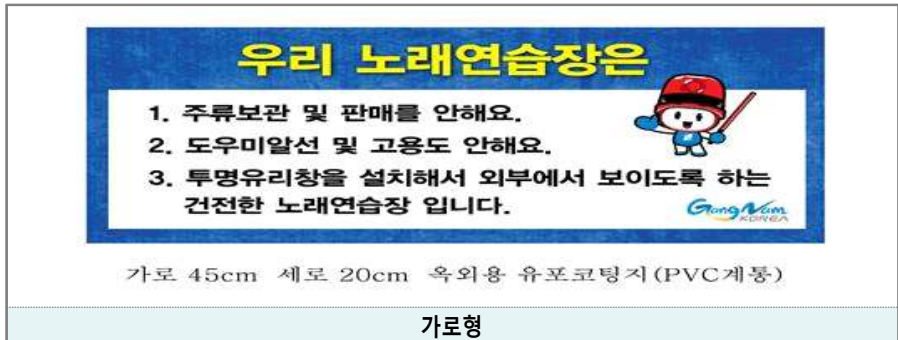 우리 노래연습장은
1. 주류보관 및 판매를 안해요.
2. 도우미알선 및 고용도 안해요.
3. 투명유리창을 설치해서 외부에서 보이도록 하는
건전한 노래연습장 입니다.
GangNam
KOREA
가로 45cm 세로 20cm 옥외용 유포코팅지(PVC계통)
가로형